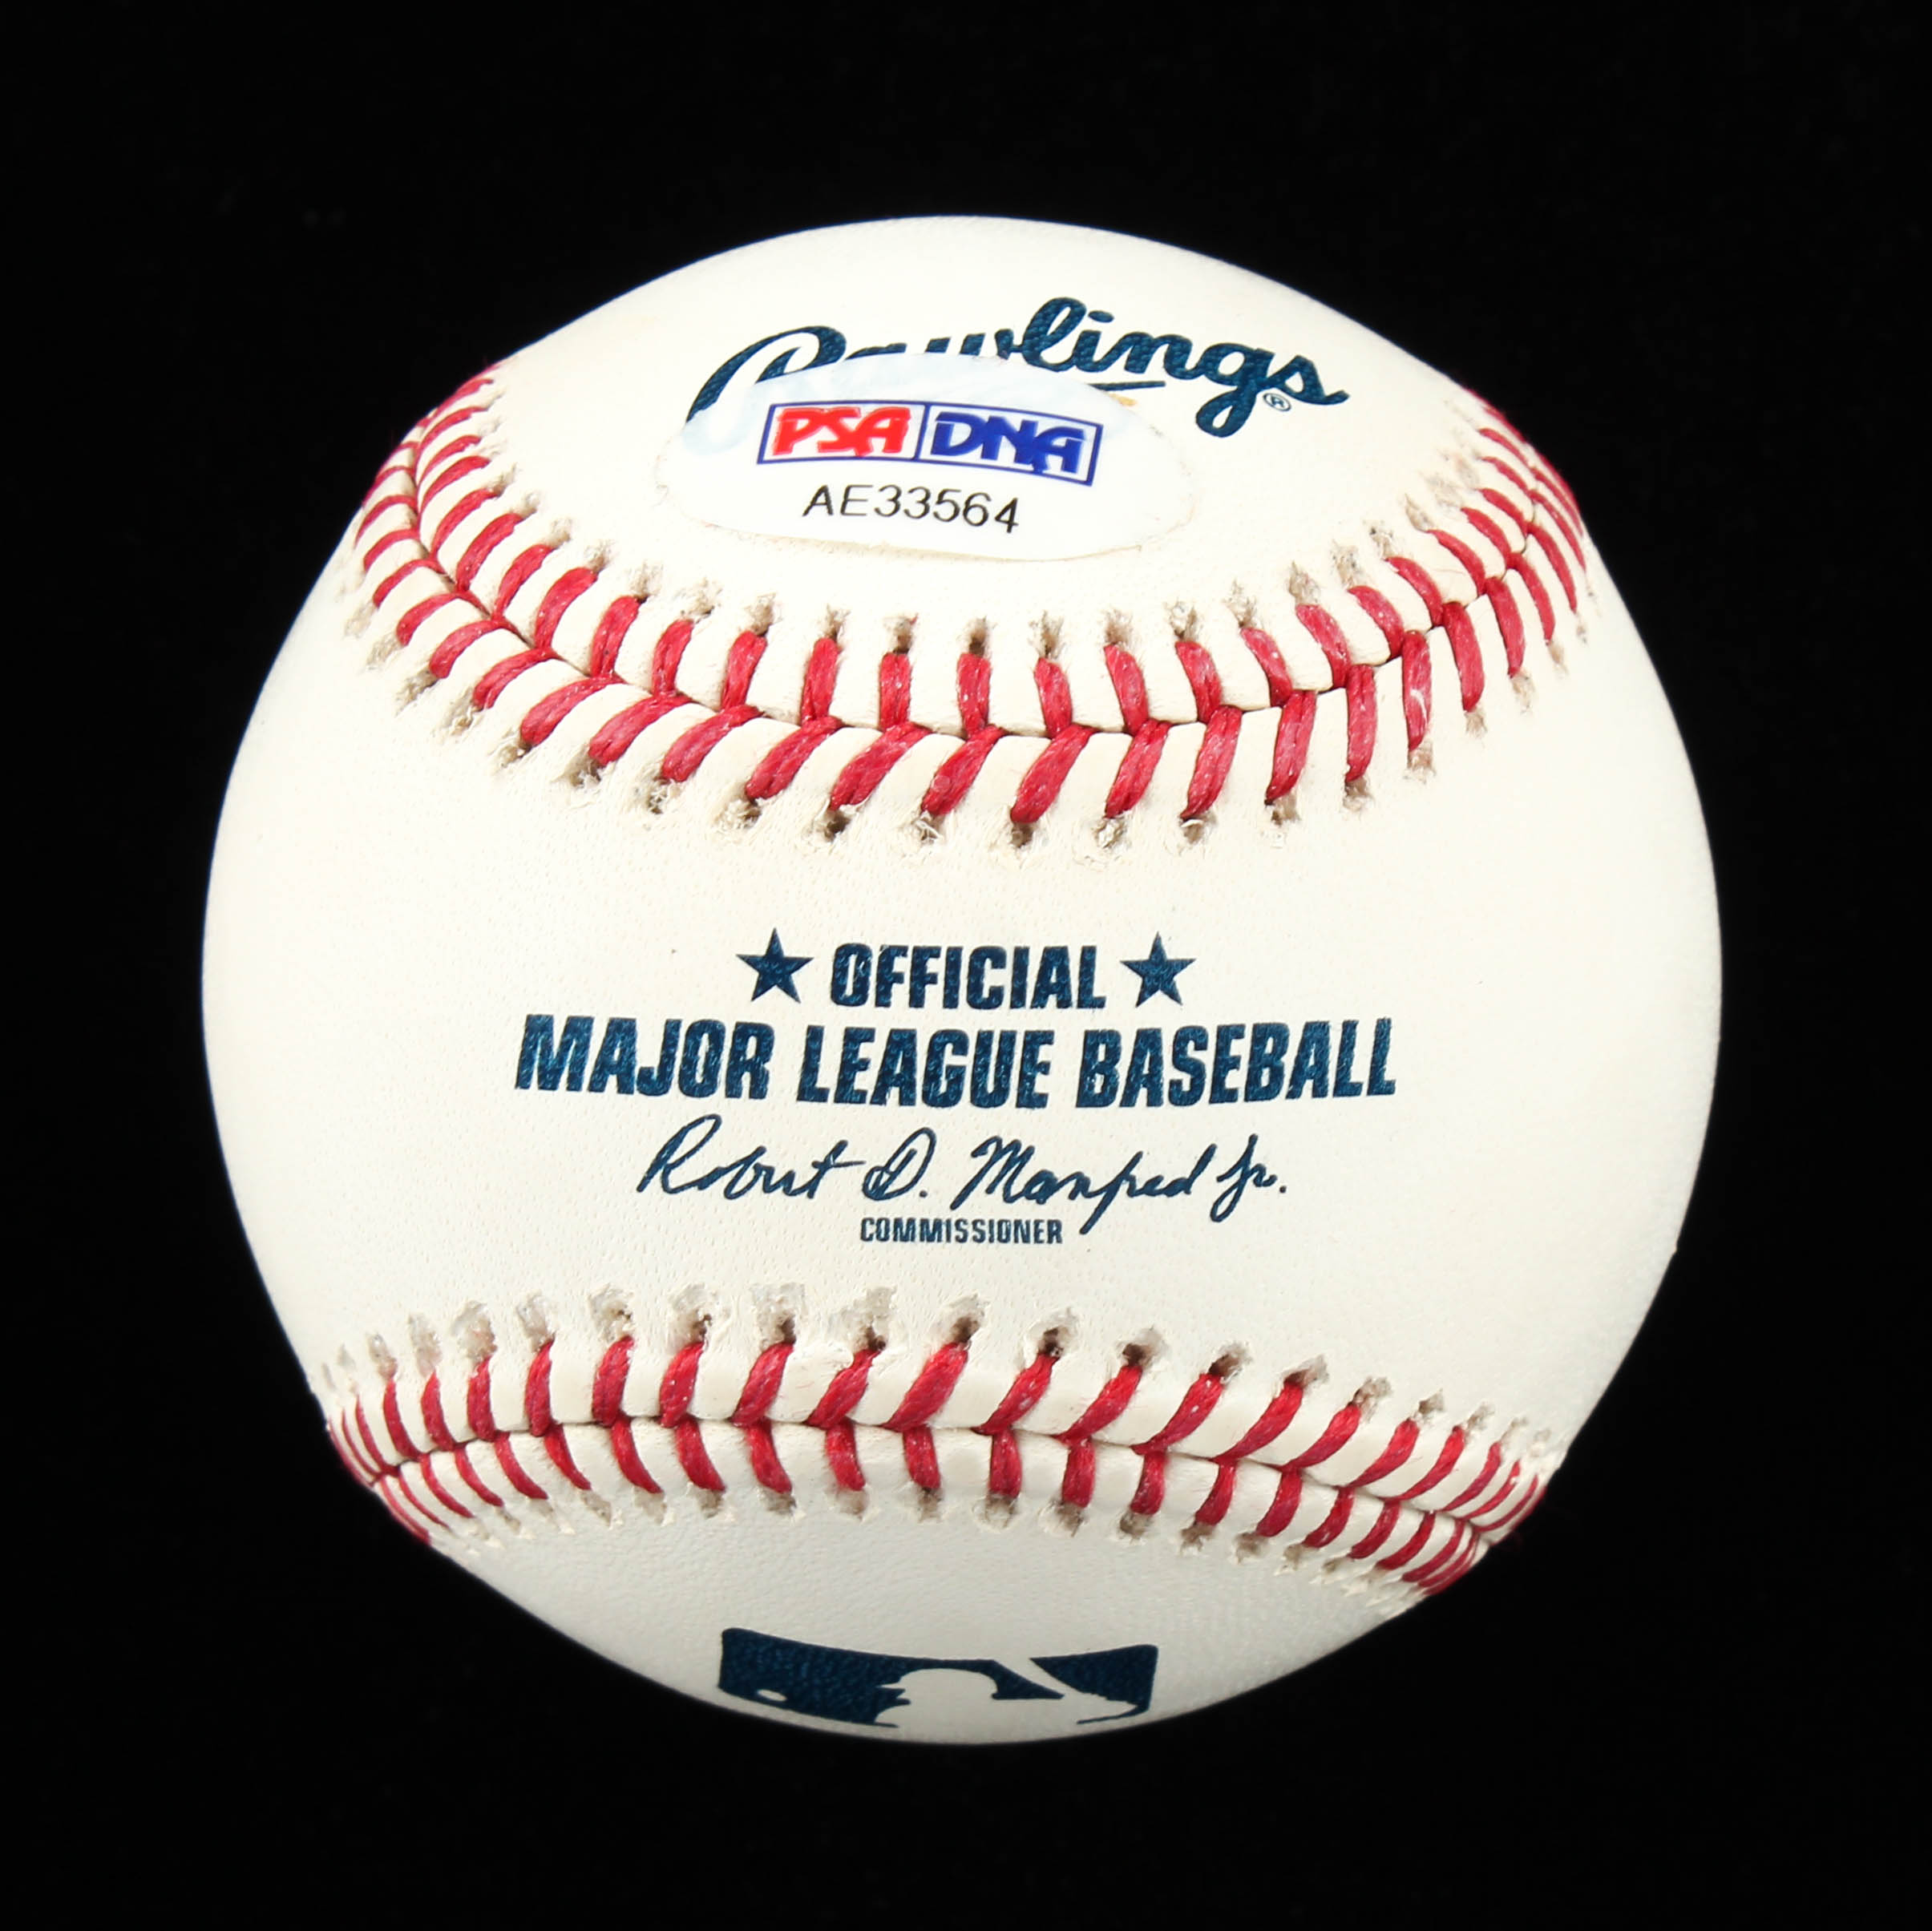 Rawlings®
PSA DNA
AE33564
★ OFFICIAL ★
MAJOR LEAGUE BASEBALL
Robert D. Manfred Jr.
COMMISSIONER